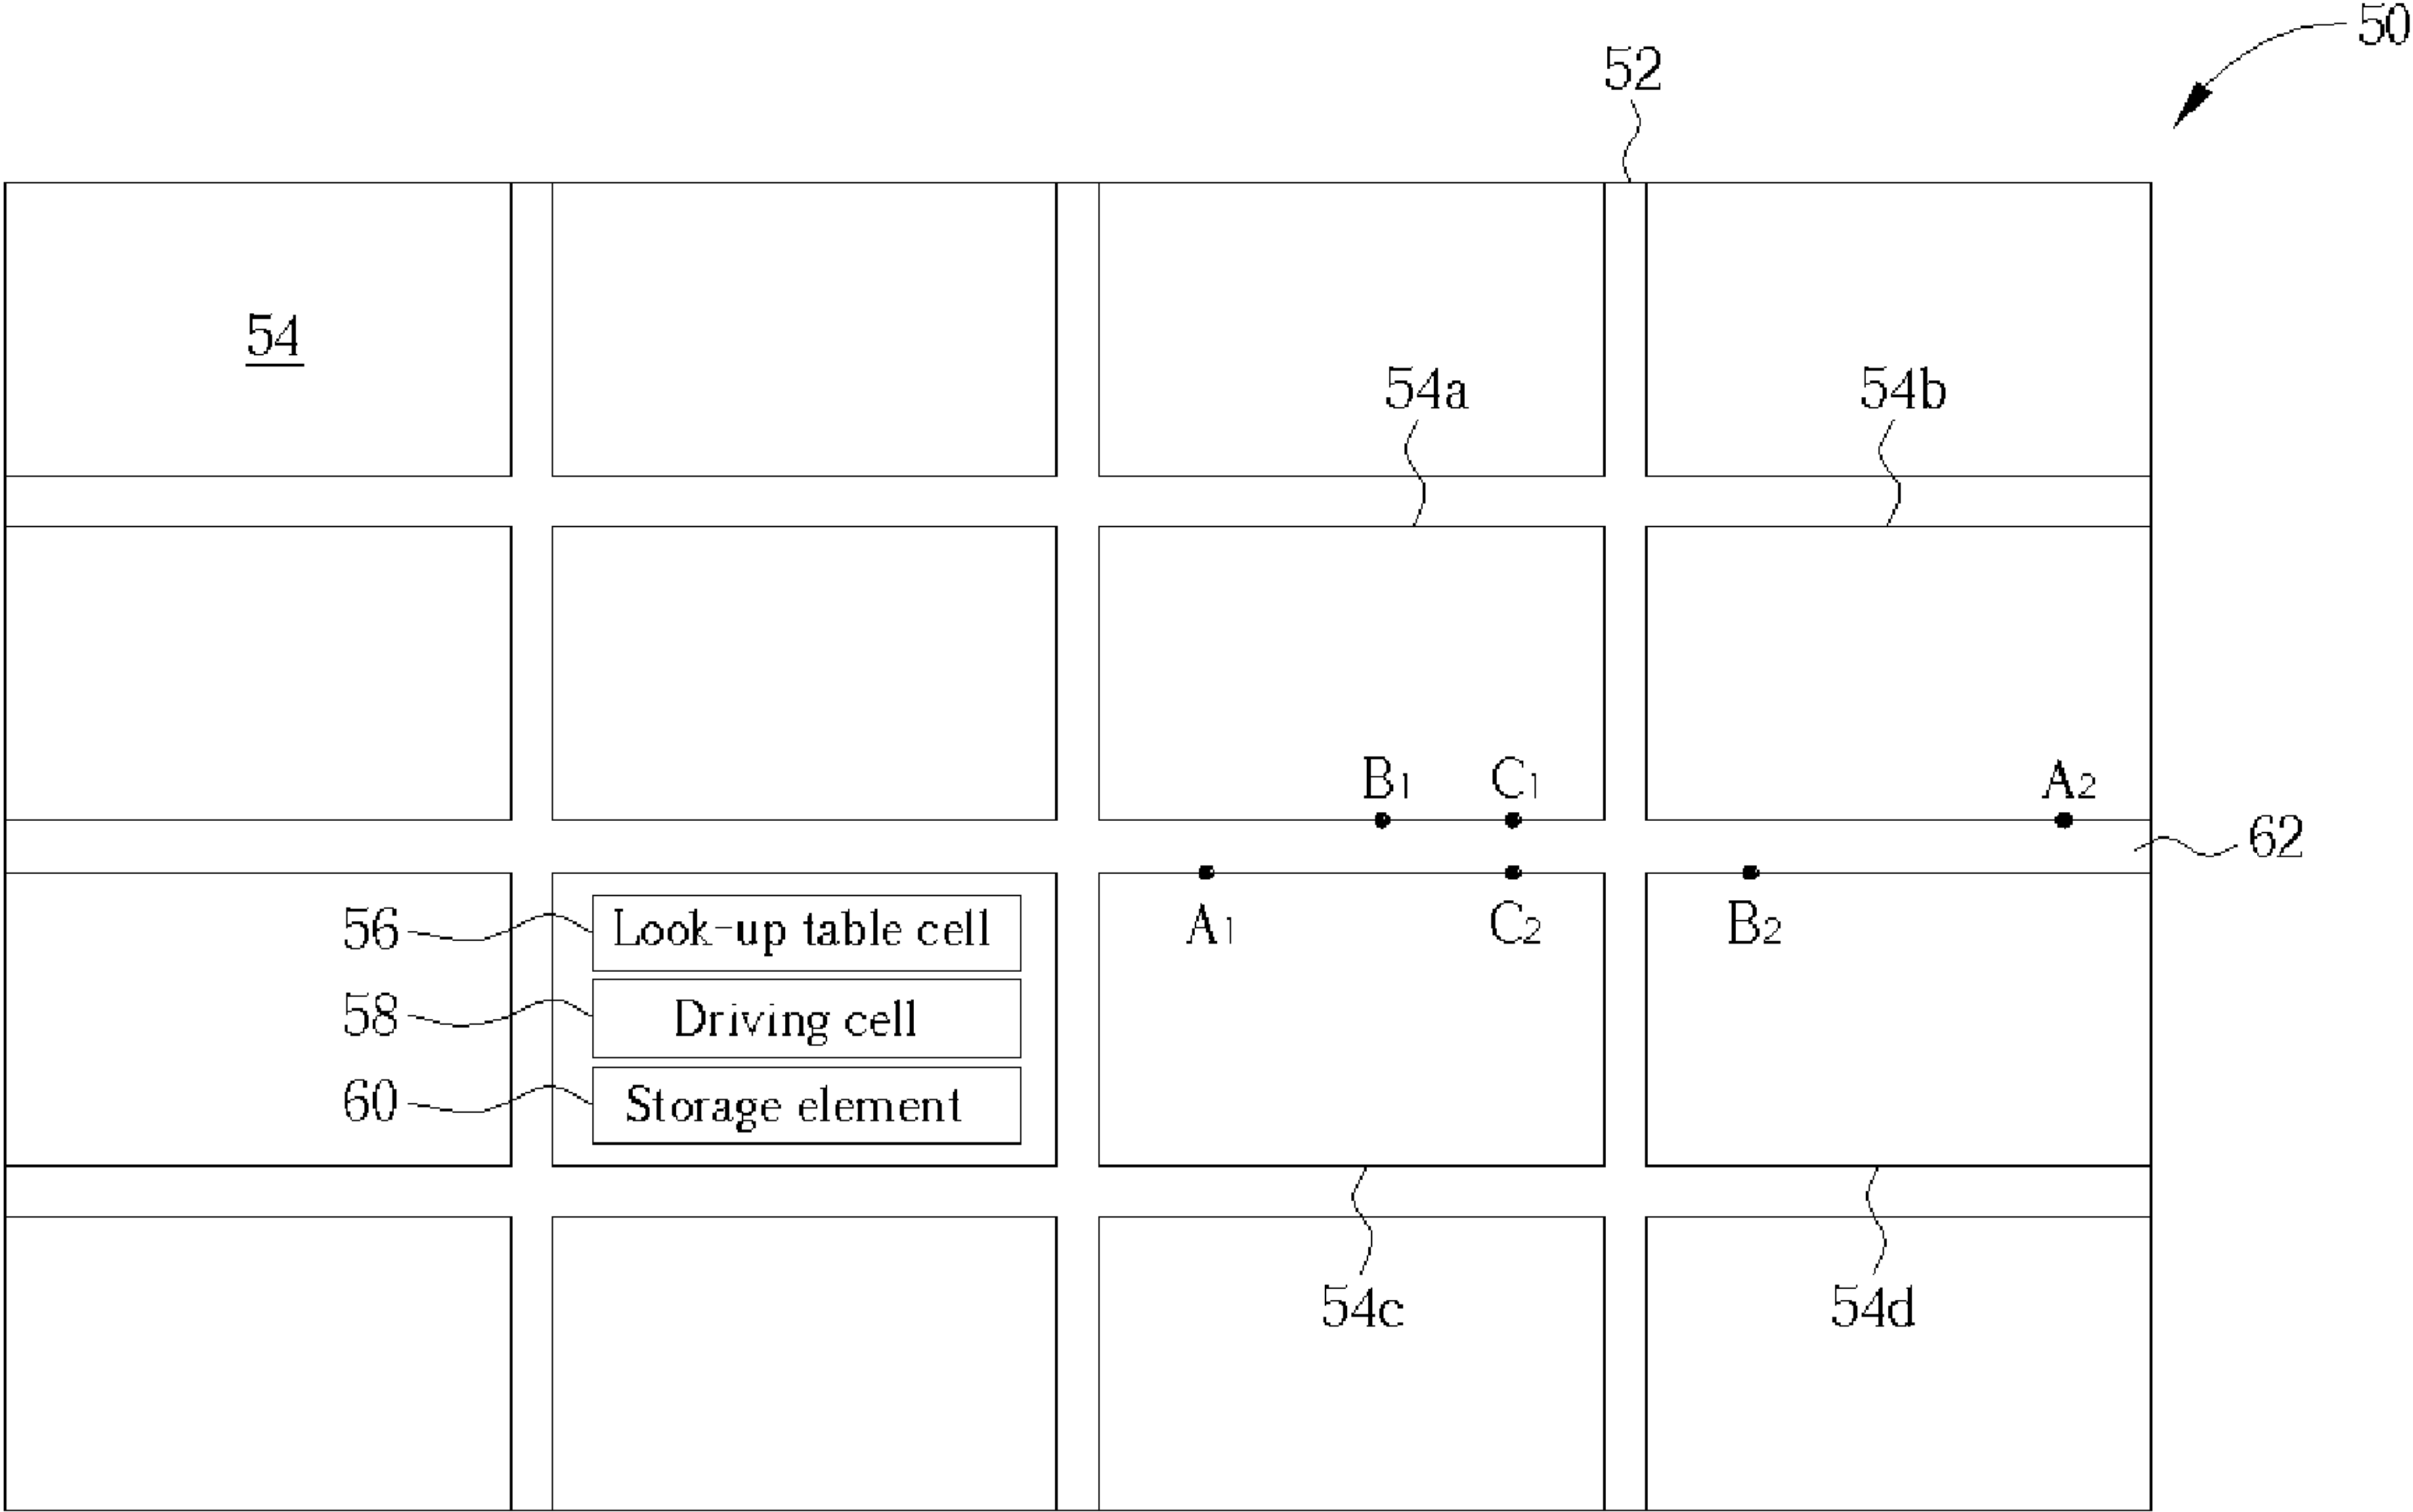 50
52
54
54a
54b
B1
C1
A2
62
56
Look-up table cell
A1
C2
B2
58
Driving cell
60
Storage element
54c
54d